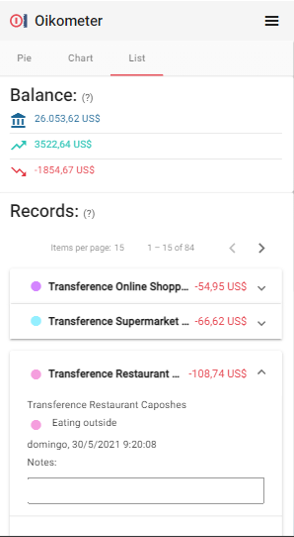 Oikometer
Pie Chart List
Balance: (?)
26.053,62 US$
3522,64 US$
-1854,67 US$
Records: (?)
Items per page: 15 1 – 15 of 84
Transference Online Shopp... -54,95 US$
Transference Supermarket ... -66,62 US$
Transference Restaurant ... -108,74 US$
Transference Restaurant Caposhes
Eating outside
domingo, 30/5/2021 9:20:08
Notes: